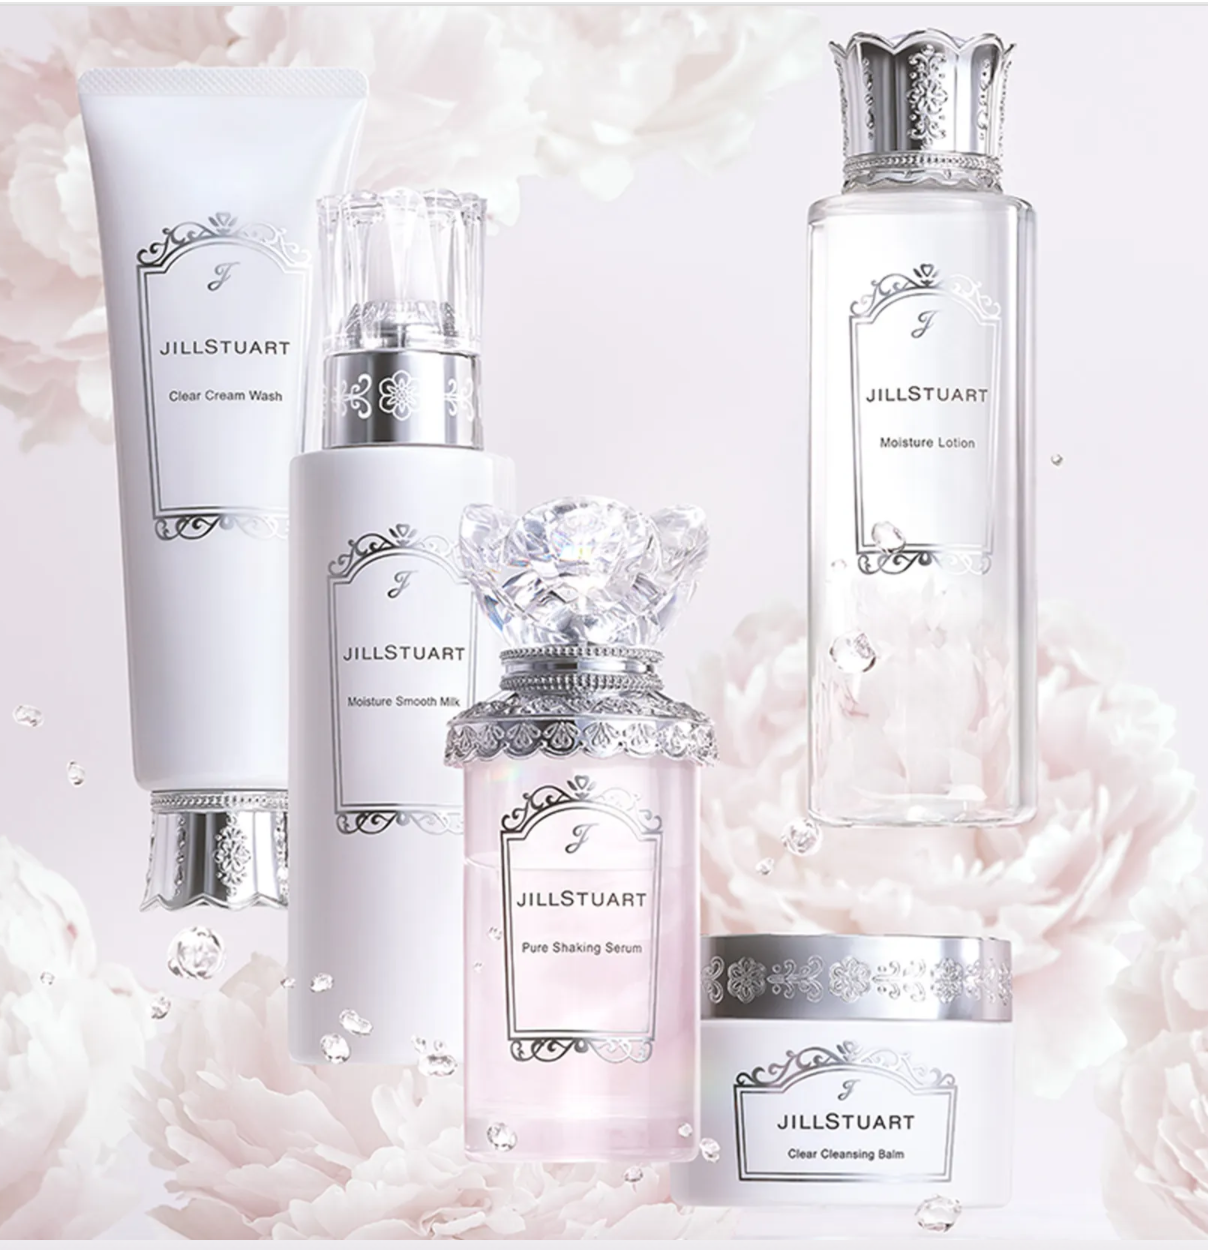 J
JILLSTUART
Clear Cream Wash
J
JILLSTUART
Moisture Smooth Milk
J
JILLSTUART
Pure Shaking Serum
J
JILLSTUART
Moisture Lotion
J
JILLSTUART
Clear Cleansing Balm